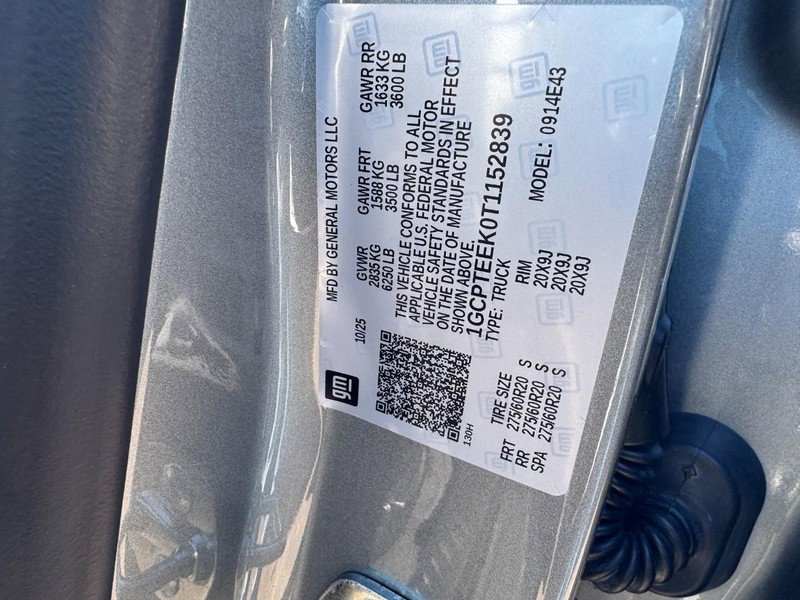 gm
MFD BY GENERAL MOTORS LLC
10/25
GVWR GAWR FRT GAWR RR
2835 KG 1588 KG 1633 KG
6250 LB 3500 LB 3600 LB
THIS VEHICLE CONFORMS TO ALL
APPLICABLE U.S. FEDERAL MOTOR
VEHICLE SAFETY STANDARDS IN EFFECT
ON THE DATE OF MANUFACTURE
SHOWN ABOVE.
130H
1GCPTEEK0T1152839
TYPE: TRUCK MODEL: 0914E43
TIRE SIZE RIM
FRT 275/60R20 S 20X9J
RR 275/60R20 S 20X9J
SPA 275/60R20 S 20X9J